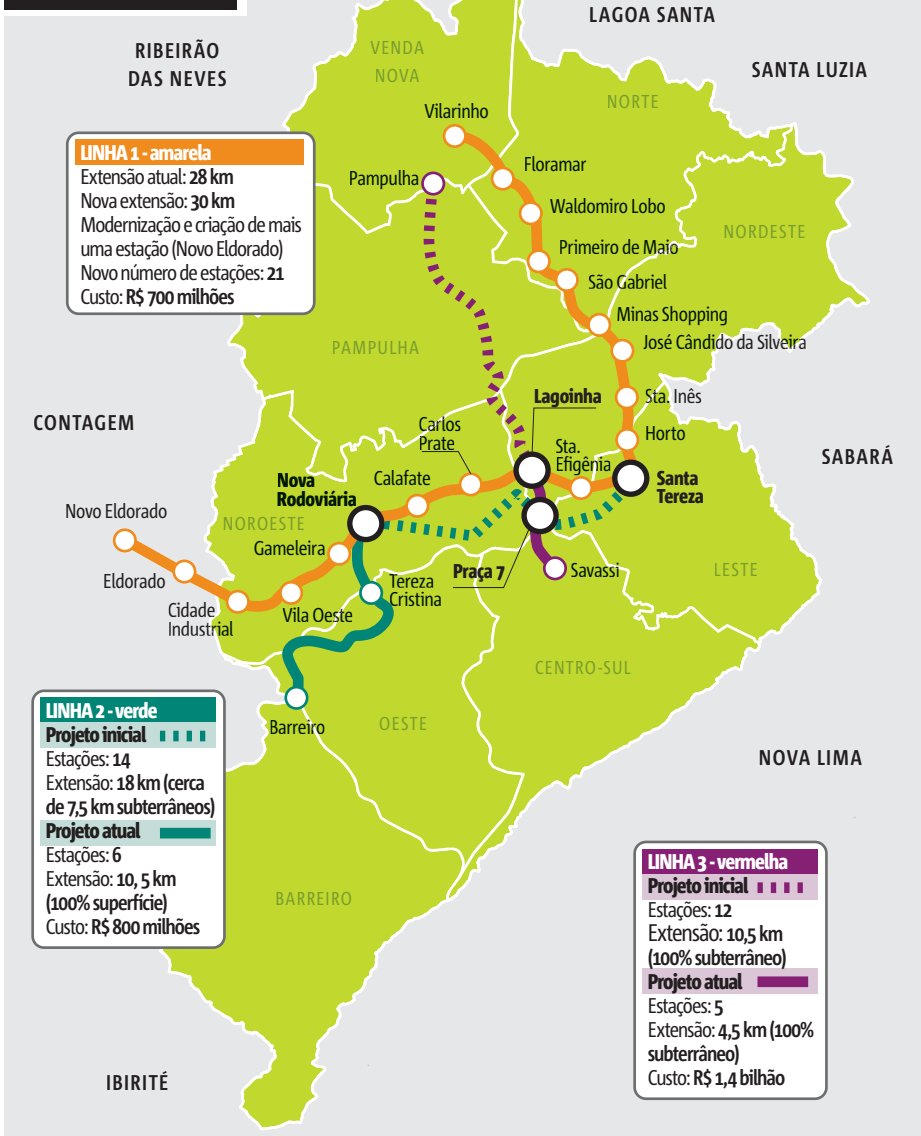 LAGOA SANTA
RIBEIRÃO
DAS NEVES
VENDA
NOVA
SANTA LUZIA
NORTE
Vilarinho
LINHA 1 - amarela
Extensão atual: 28 km
Nova extensão: 30 km
Modernização e criação de mais
uma estação (Novo Eldorado)
Novo número de estações: 21
Custo: R$ 700 milhões
Pampulha
Floramar
Waldomiro Lobo
NORDESTE
Primeiro de Maio
São Gabriel
Minas Shopping
José Cândido da Silveira
PAMPULHA
Lagoinha
Sta. Inês
CONTAGEM
Carlos
Prate
Horto
Sta.
Efigênia
SABARÁ
Nova
Rodoviária
Calafate
Santa
Tereza
Novo Eldorado
NOROESTE
Gameleira
Eldorado
Praça 7
Savassi
LESTE
Tereza
Cristina
Cidade
Industrial
Vila Oeste
CENTRO-SUL
LINHA 2 - verde
Projeto inicial
Estações: 14
Extensão: 18 km (cerca
de 7,5 km subterrâneos)
Projeto atual
Estações: 6
Extensão: 10, 5 km
(100% superfície)
Custo: R$ 800 milhões
Barreiro
OESTE
NOVA LIMA
BARREIRO
LINHA 3 - vermelha
Projeto inicial
Estações: 12
Extensão: 10,5 km
(100% subterrâneo)
Projeto atual
Estações: 5
Extensão: 4,5 km (100%
subterrâneo)
Custo: R$ 1,4 bilhão
IBIRITÉ